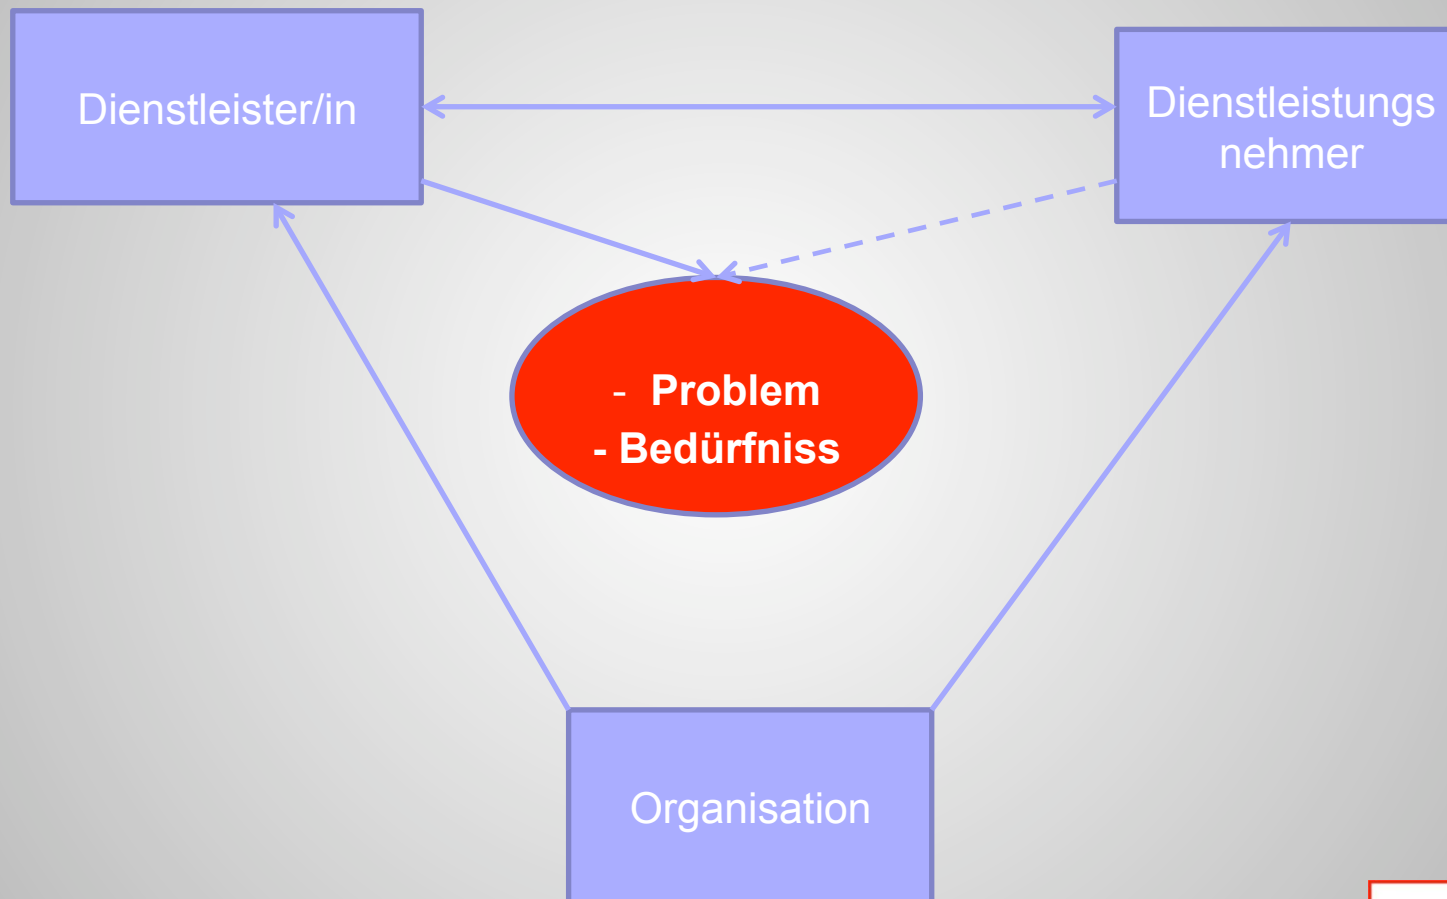 Dienstleister/in
Dienstleistungs
nehmer
- Problem
- Bedürfniss
Organisation